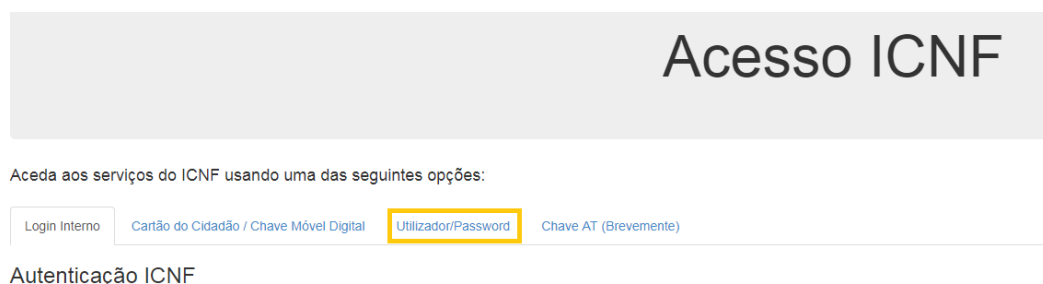 Acesso ICNF
Aceda aos serviços do ICNF usando uma das seguintes opções:
Login Interno Cartão do Cidadão / Chave Móvel Digital Utilizador/Password Chave AT (Brevemente)
Autenticação ICNF